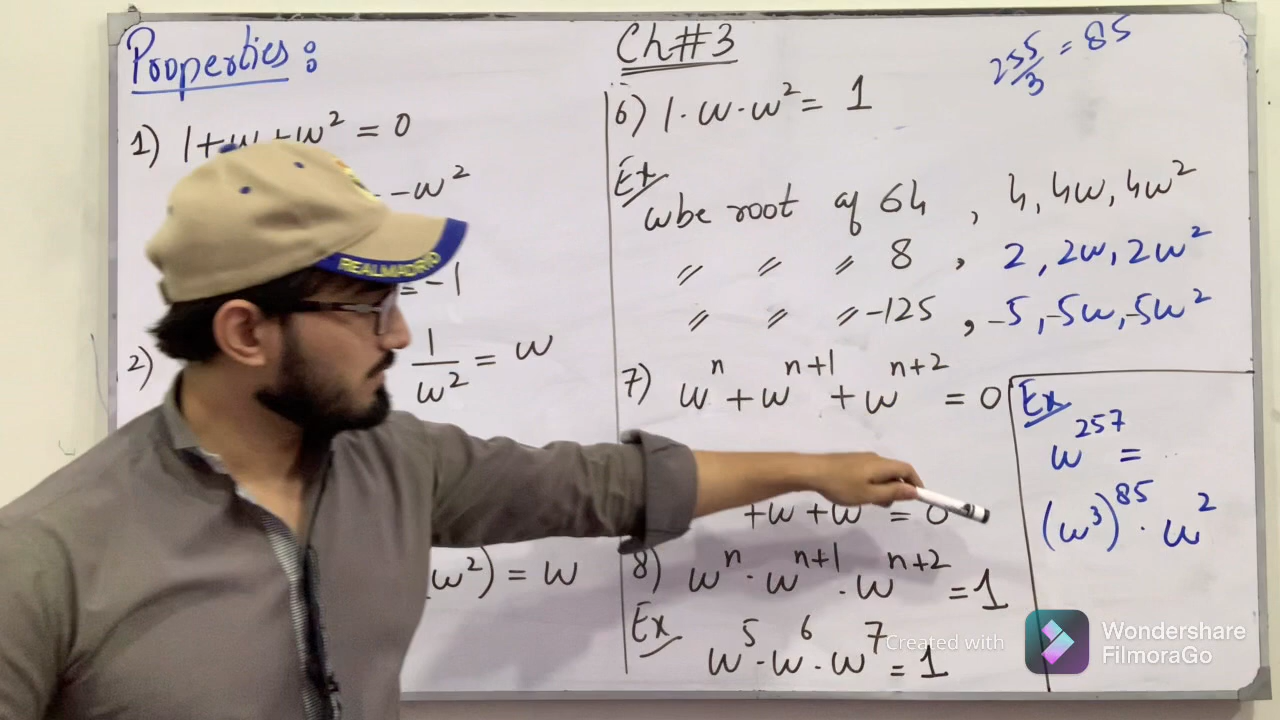 Properties:
1) 1+w+w² = 0
-w²
= -1
2) 1/w² = w
(w²) = w
Ch#3
255/3 = 85
6) 1·w·w² = 1
Ex
wbe root of 64, 4, 4w, 4w²
〃 〃 〃 8, 2, 2w, 2w²
〃 〃 〃 -125, -5, -5w, -5w²
7) wⁿ + wⁿ⁺¹ + wⁿ⁺² = 0
+w +w = 0
8) wⁿ · wⁿ⁺¹ · wⁿ⁺² = 1
Ex
w⁵·w⁶·w⁷ = 1
Ex
w²⁵⁷ =
(w³)⁸⁵ · w²
REALMADRID
Created with
Wondershare
FilmoraGo